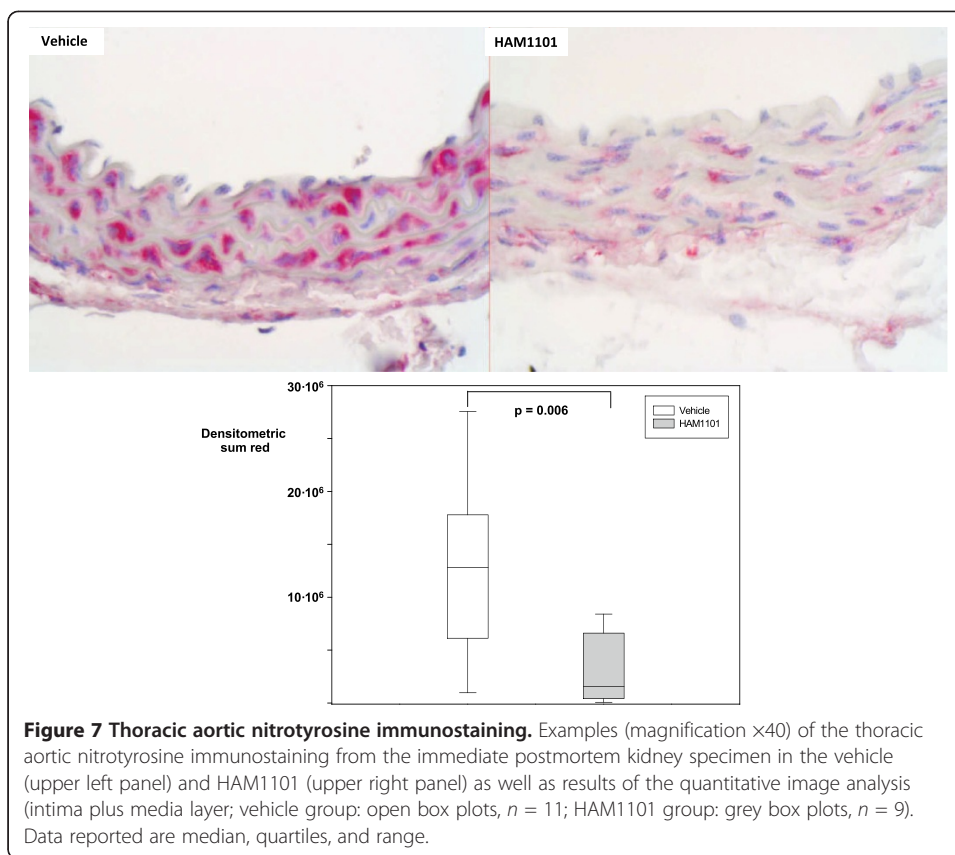 Vehicle
HAM1101
30·10⁶
Densitometric
sum red
p = 0.006
Vehicle
HAM1101
20·10⁶
10·10⁶
Figure 7 Thoracic aortic nitrotyrosine immunostaining. Examples (magnification ×40) of the thoracic
aortic nitrotyrosine immunostaining from the immediate postmortem kidney specimen in the vehicle
(upper left panel) and HAM1101 (upper right panel) as well as results of the quantitative image analysis
(intima plus media layer; vehicle group: open box plots, n = 11; HAM1101 group: grey box plots, n = 9).
Data reported are median, quartiles, and range.